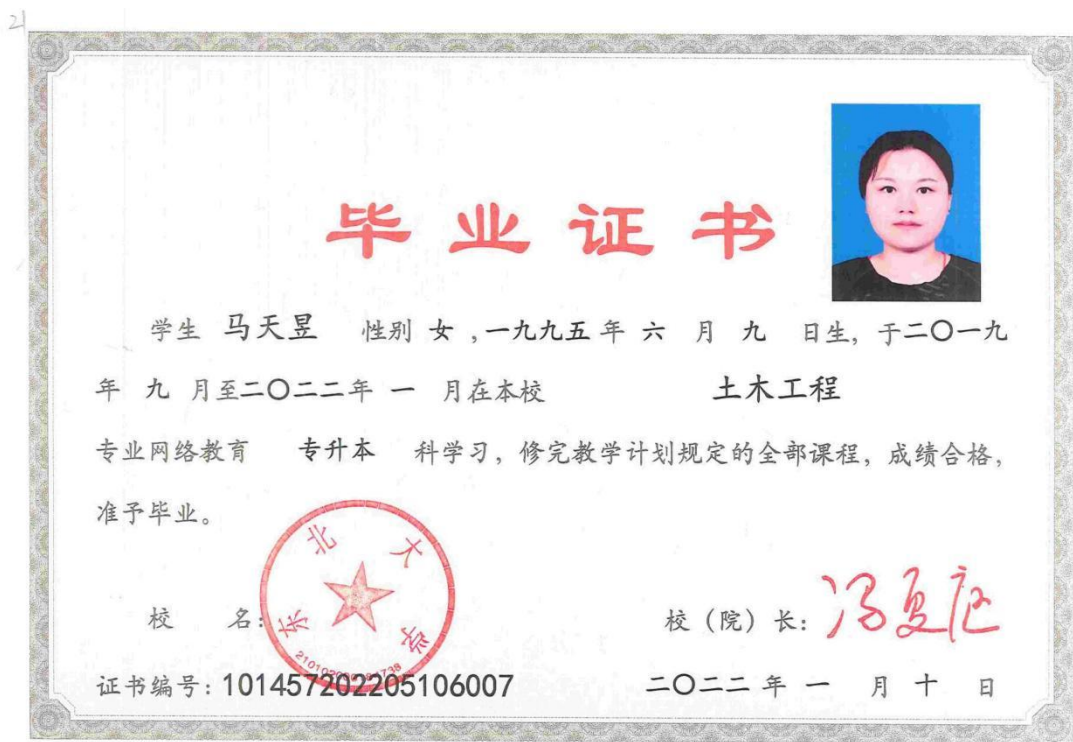 21
毕业证书
学生 马天昱 性别 女 ,一九九五 年 六 月 九 日生, 于二〇一九
年 九 月至二〇二二年 一 月在本校 土木工程
专业网络教育 专升本 科学习, 修完教学计划规定的全部课程, 成绩合格,
准予毕业。
校 名: 东北大学
校（院）长: 冯夏庭
证书编号: 101457202205106007 二〇二二 年 一 月 十 日